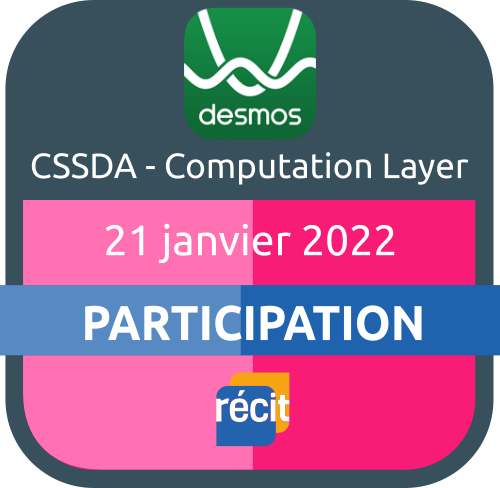 desmos
CSSDA - Computation Layer
21 janvier 2022
PARTICIPATION
récit